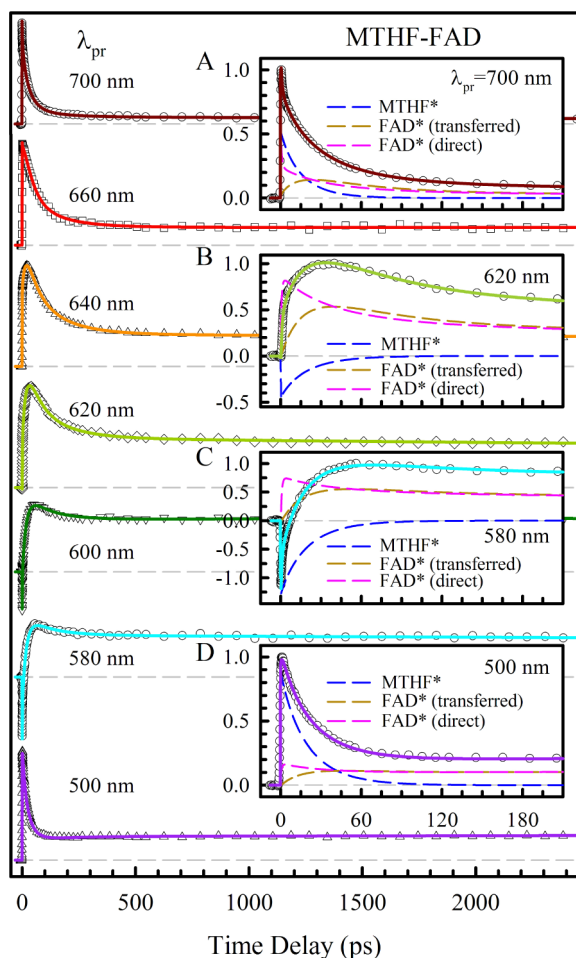 λpr
MTHF-FAD
700 nm
660 nm
640 nm
620 nm
600 nm
580 nm
500 nm
A
λpr=700 nm
1.0
0.5
0.0
MTHF*
FAD* (transferred)
FAD* (direct)
B
620 nm
1.0
0.5
0.0
-0.5
MTHF*
FAD* (transferred)
FAD* (direct)
C
580 nm
1.0
0.5
0.0
-0.5
-1.0
MTHF*
FAD* (transferred)
FAD* (direct)
D
500 nm
1.0
0.5
0.0
MTHF*
FAD* (transferred)
FAD* (direct)
0 60 120 180
0 500 1000 1500 2000
Time Delay (ps)